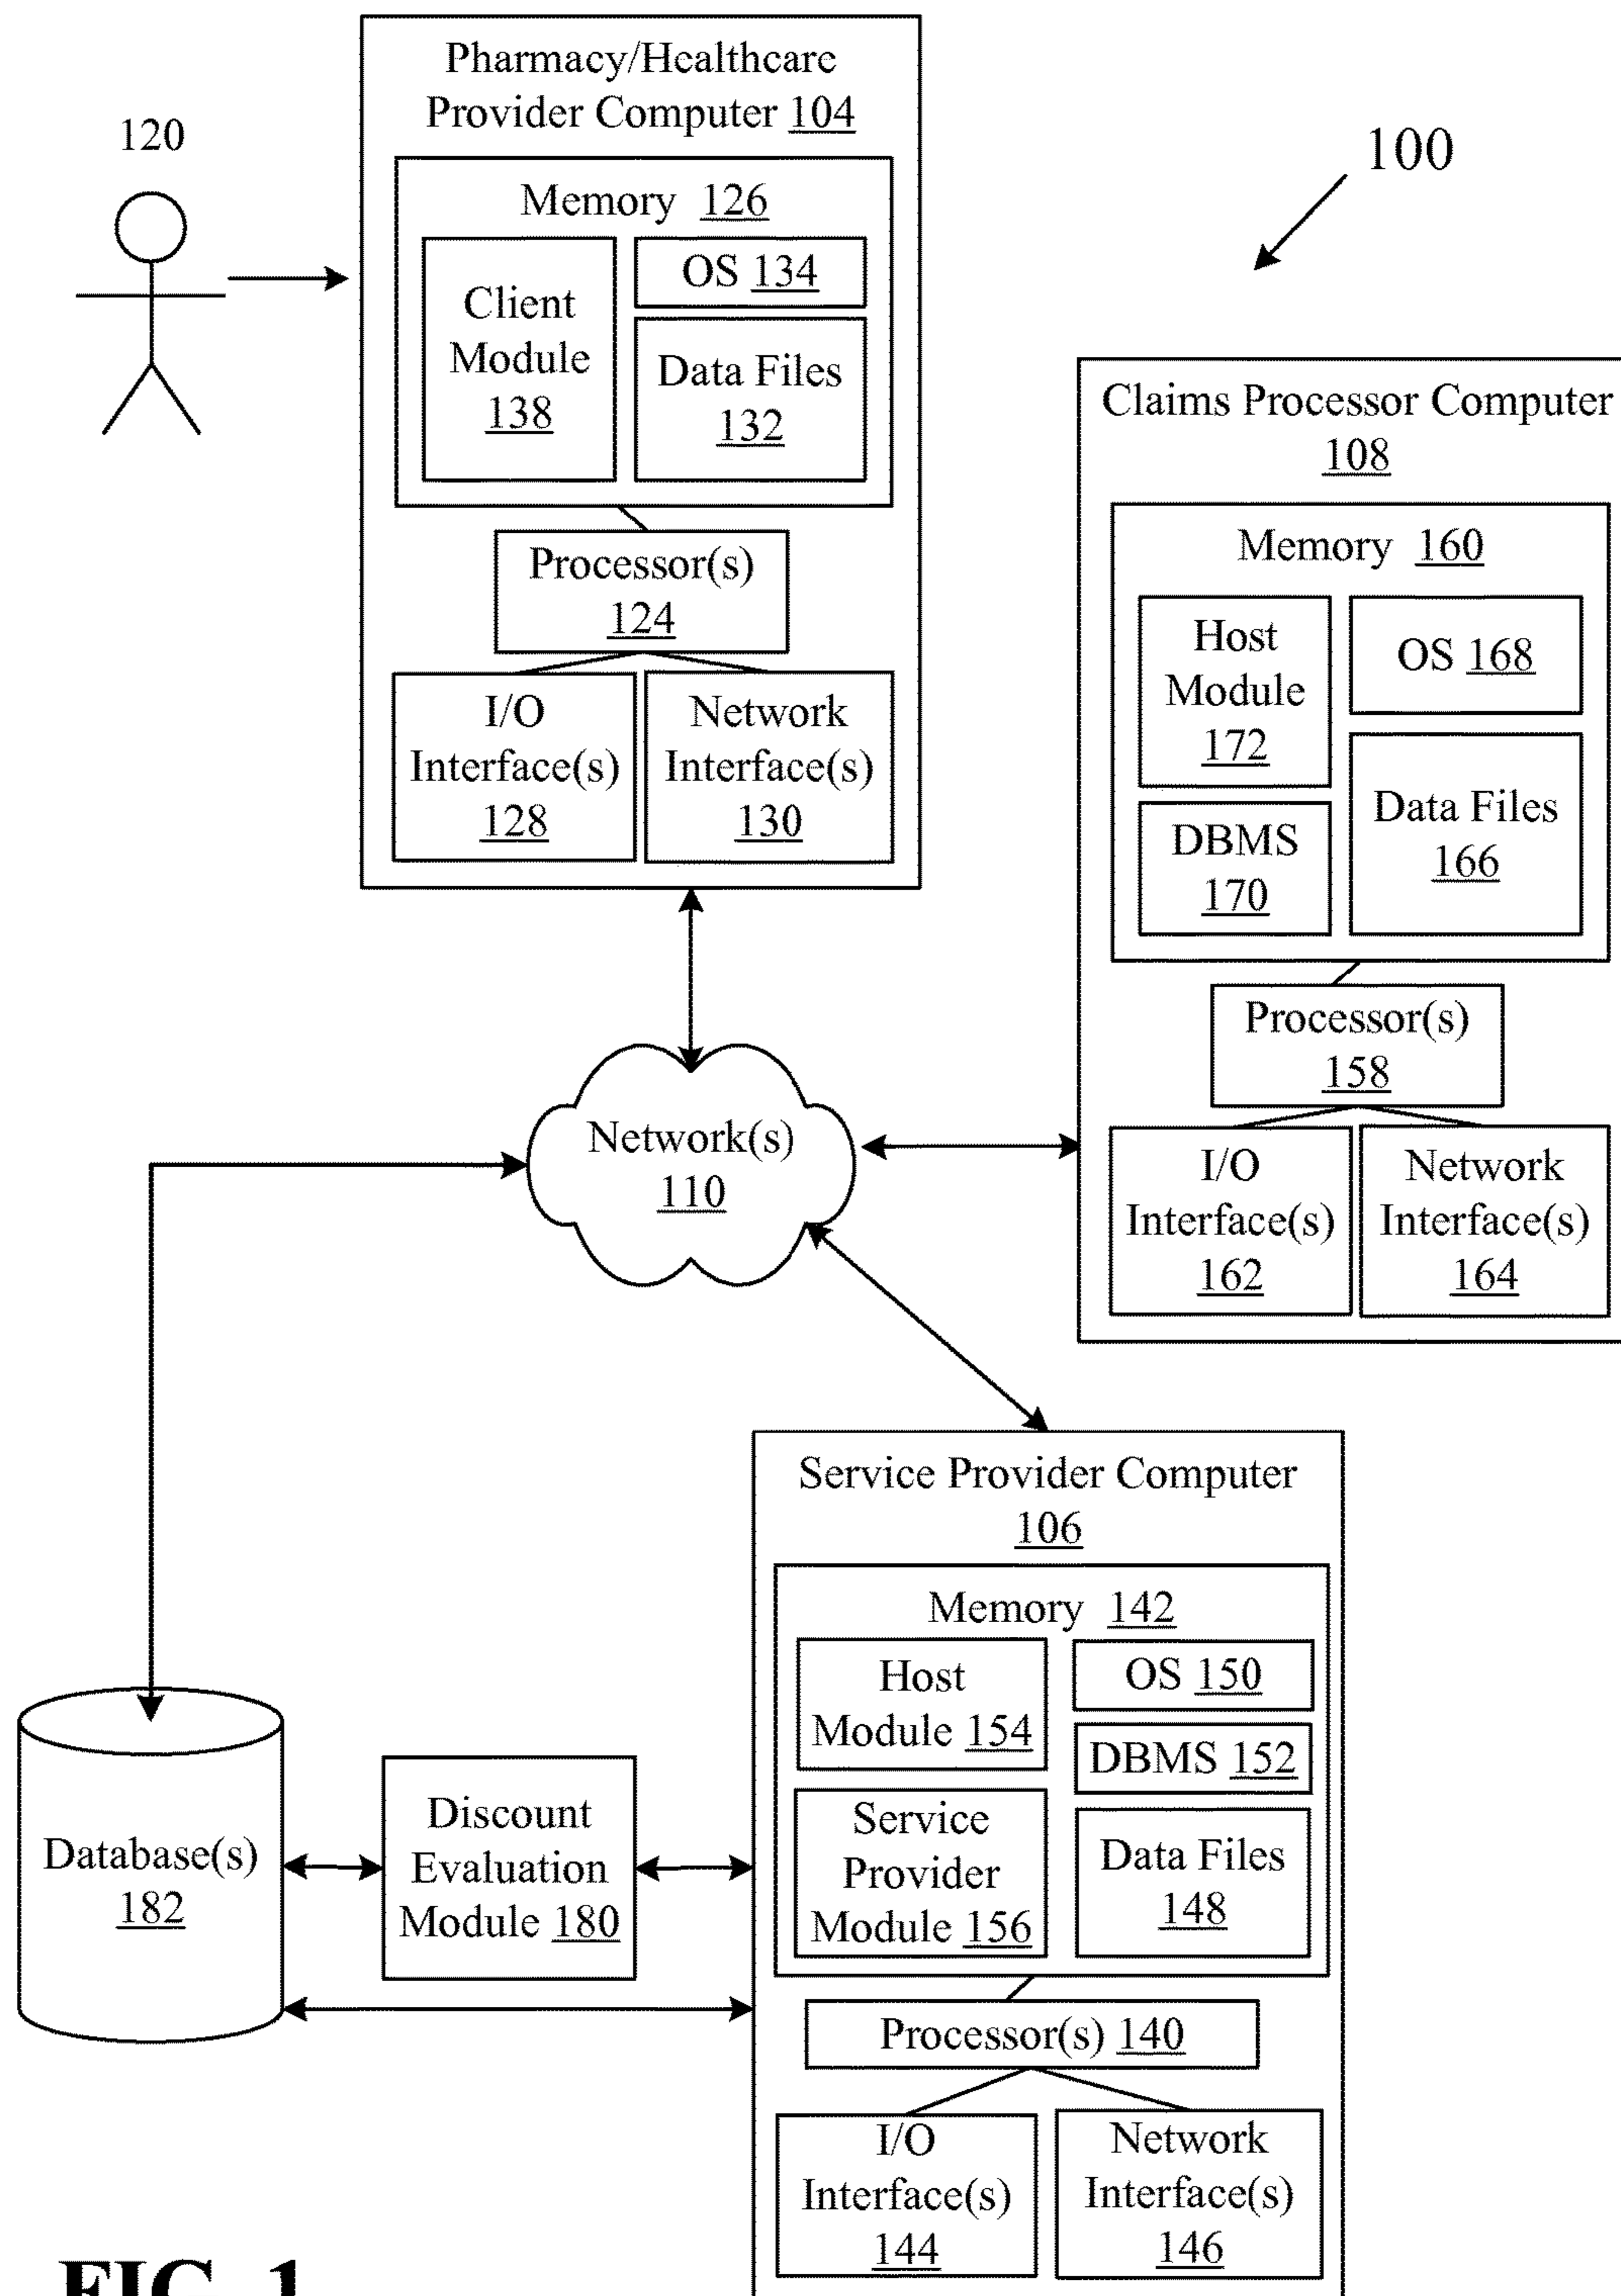 Pharmacy/Healthcare
Provider Computer 104
120
100
Memory 126
Client
Module
138
OS 134
Data Files
132
Processor(s)
124
I/O
Interface(s)
128
Network
Interface(s)
130
Claims Processor Computer
108
Memory 160
Host
Module
172
OS 168
DBMS
170
Data Files
166
Processor(s)
158
I/O
Interface(s)
162
Network
Interface(s)
164
Network(s)
110
Service Provider Computer
106
Memory 142
Host
Module 154
OS 150
DBMS 152
Service
Provider
Module 156
Data Files
148
Processor(s) 140
I/O
Interface(s)
144
Network
Interface(s)
146
Database(s)
182
Discount
Evaluation
Module 180
FIG. 1